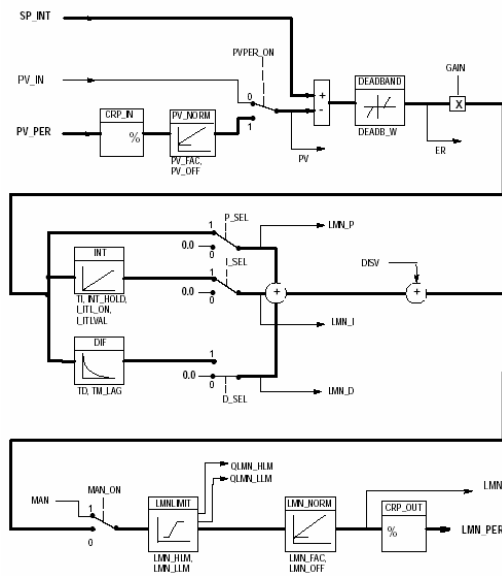 SP_INT
PVPER_ON
GAIN
DEADBAND
PV_IN
0
+
-
X
CRP_IN
PV_NORM
PV_PER
%
1
DEADB_W
PV_FAC,
PV_OFF
PV
ER
P_SEL
1
LMN_P
0.0
0
INT
I_SEL
1
DISV
0.0
0
+
+
TI, INT_HOLD,
I_ITL_ON,
I_ITLVAL
LMN_I
DIF
1
0.0
0
D_SEL
LMN_D
TD, TM_LAG
QLMN_HLM
QLMN_LLM
MAN_ON
MAN
1
0
LMNLIMIT
LMN_NORM
LMN
CRP_OUT
%
LMN_PER
LMN_HLM,
LMN_LLM
LMN_FAC,
LMN_OFF